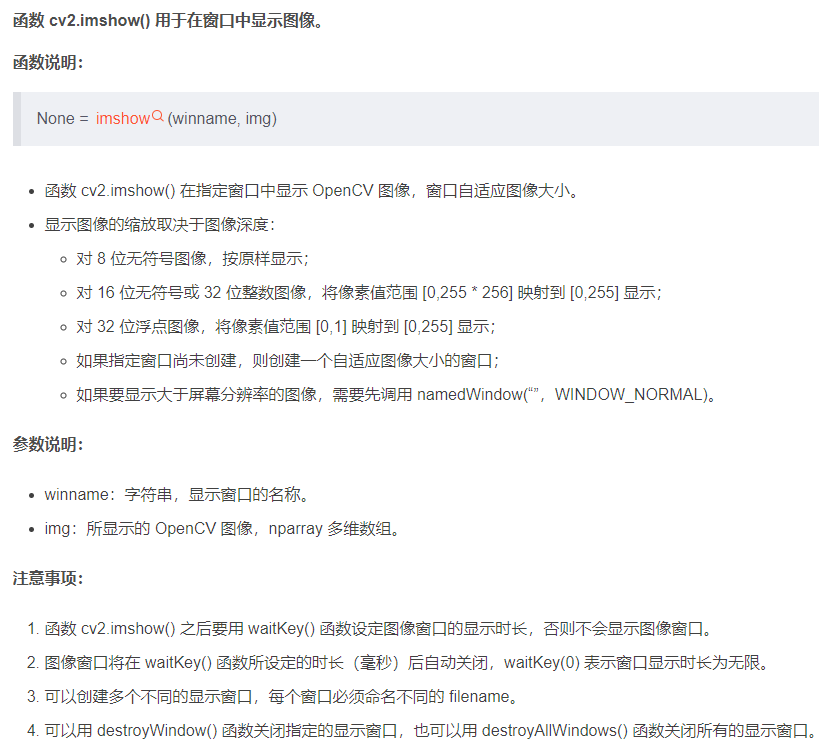 函数 cv2.imshow() 用于在窗口中显示图像。
函数说明：
None = imshow(winname, img)
函数 cv2.imshow() 在指定窗口中显示 OpenCV 图像，窗口自适应图像大小。
显示图像的缩放取决于图像深度：
对 8 位无符号图像，按原样显示；
对 16 位无符号或 32 位整数图像，将像素值范围 [0,255 * 256] 映射到 [0,255] 显示；
对 32 位浮点图像，将像素值范围 [0,1] 映射到 [0,255] 显示；
如果指定窗口尚未创建，则创建一个自适应图像大小的窗口；
如果要显示大于屏幕分辨率的图像，需要先调用 namedWindow(“”，WINDOW_NORMAL)。
参数说明：
winname：字符串，显示窗口的名称。
img：所显示的 OpenCV 图像，nparray 多维数组。
注意事项：
1. 函数 cv2.imshow() 之后要用 waitKey() 函数设定图像窗口的显示时长，否则不会显示图像窗口。
2. 图像窗口将在 waitKey() 函数所设定的时长（毫秒）后自动关闭，waitKey(0) 表示窗口显示时长为无限。
3. 可以创建多个不同的显示窗口，每个窗口必须命名不同的 filename。
4. 可以用 destroyWindow() 函数关闭指定的显示窗口，也可以用 destroyAllWindows() 函数关闭所有的显示窗口。